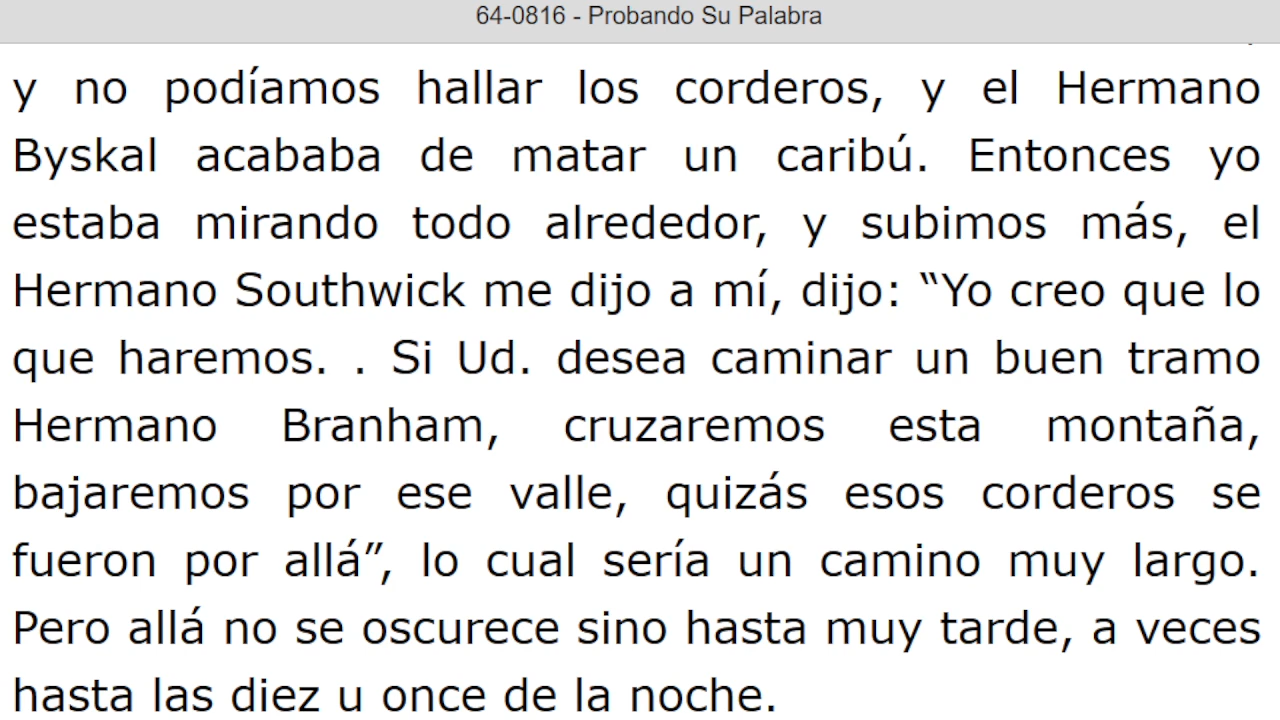 64-0816 - Probando Su Palabra
y no podíamos hallar los corderos, y el Hermano
Byskal acababa de matar un caribú. Entonces yo
estaba mirando todo alrededor, y subimos más, el
Hermano Southwick me dijo a mí, dijo: “Yo creo que lo
que haremos. . Si Ud. desea caminar un buen tramo
Hermano Branham, cruzaremos esta montaña,
bajaremos por ese valle, quizás esos corderos se
fueron por allá”, lo cual sería un camino muy largo.
Pero allá no se oscurece sino hasta muy tarde, a veces
hasta las diez u once de la noche.